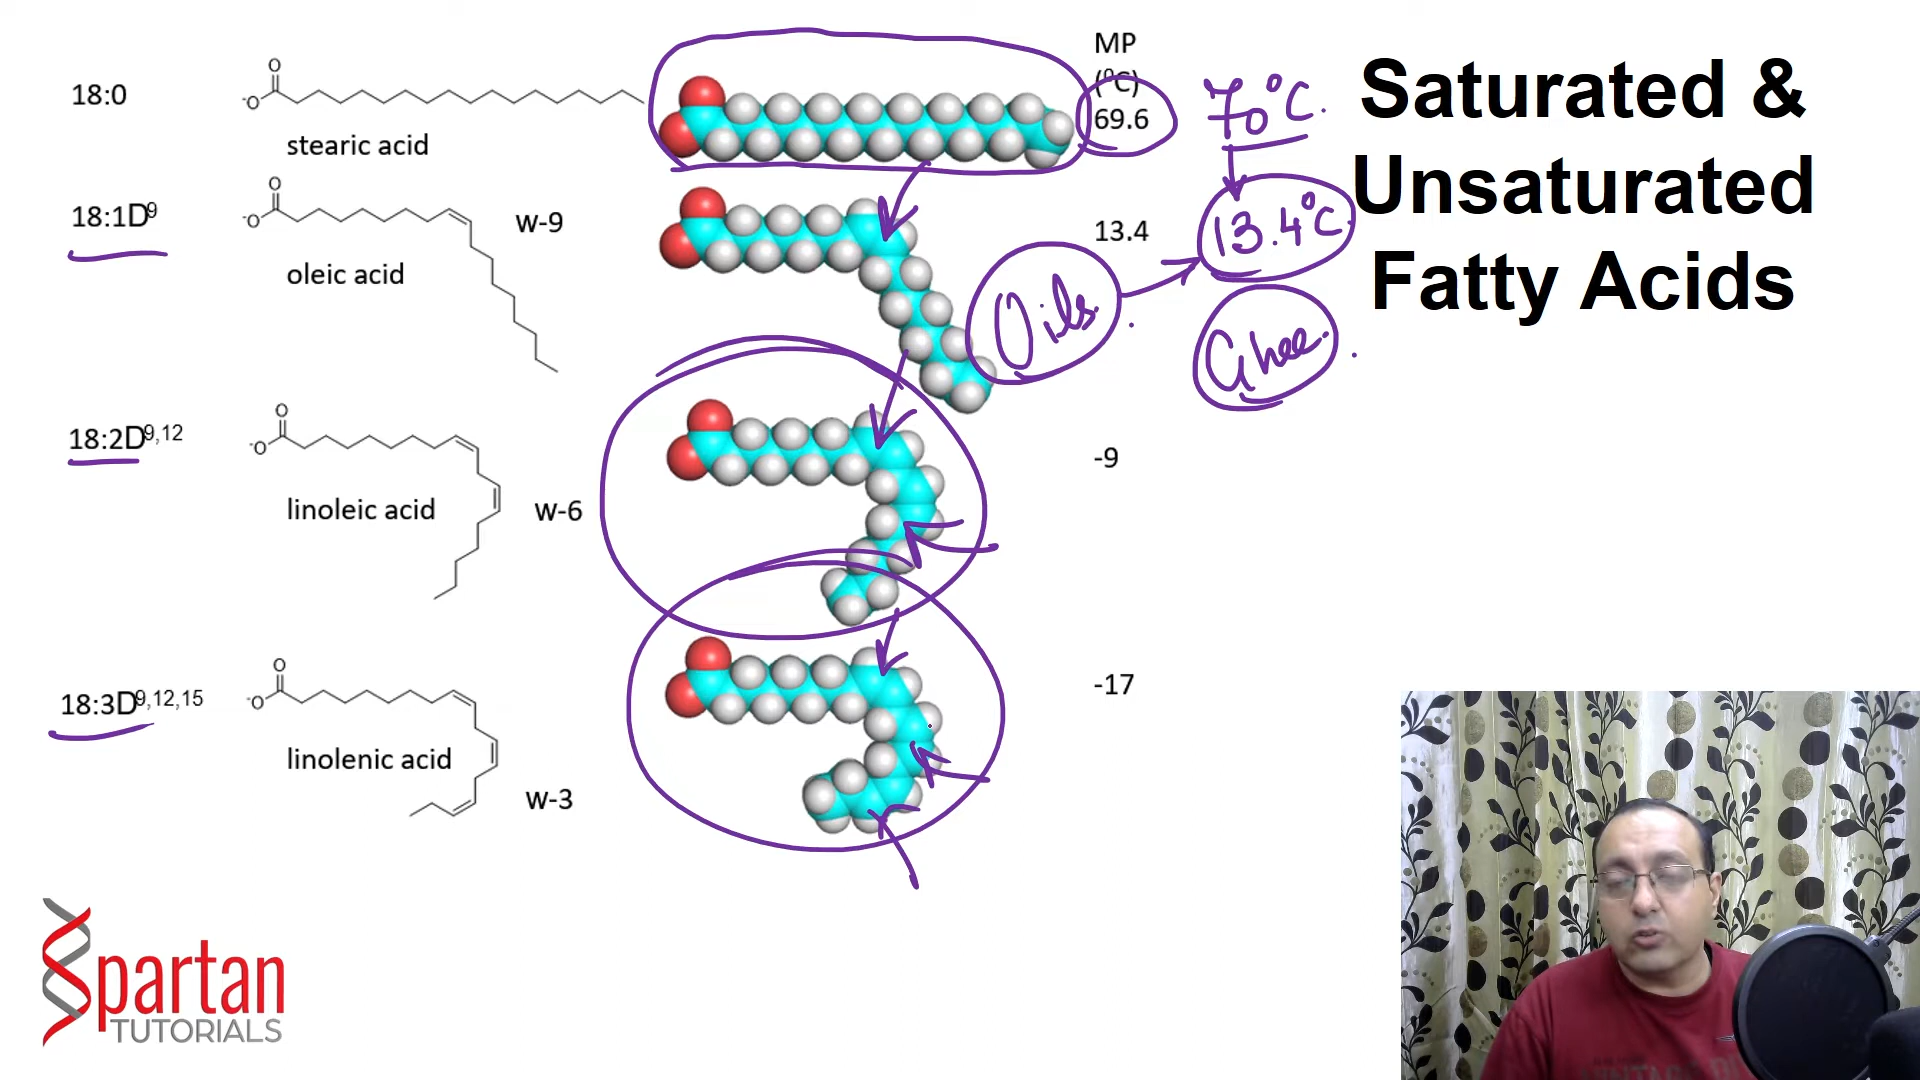 MP
(⁰C)
18:0
O
-O
stearic acid
69.6
70°C.
Saturated &
Unsaturated
Fatty Acids
18:1D9
O
-O
w-9
oleic acid
13.4
13.4°C
Oils
Ghee
18:2D9,12
O
-O
linoleic acid
w-6
-9
18:3D9,12,15
O
-O
linolenic acid
w-3
-17
Spartan
TUTORIALS